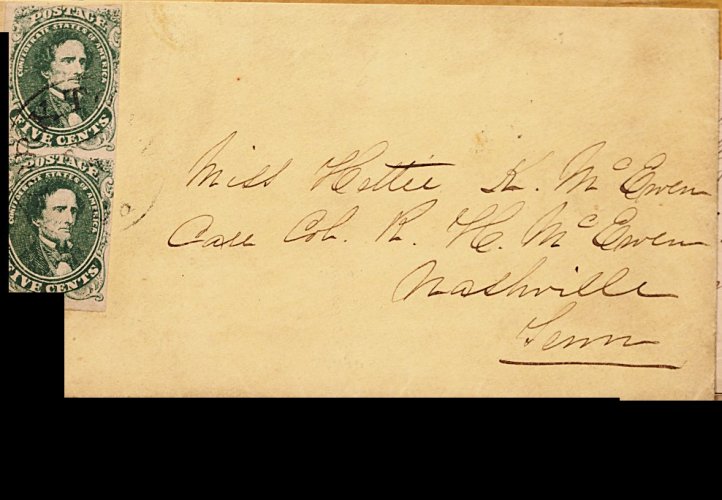 POSTAGE
CONFEDERATE STATES OF AMERICA
FIVE CENTS
POSTAGE
CONFEDERATE STATES OF AMERICA
FIVE CENTS
Miss Hettie K. McEwen
Care Col. R. H. McEwen
Nashville
Tenn